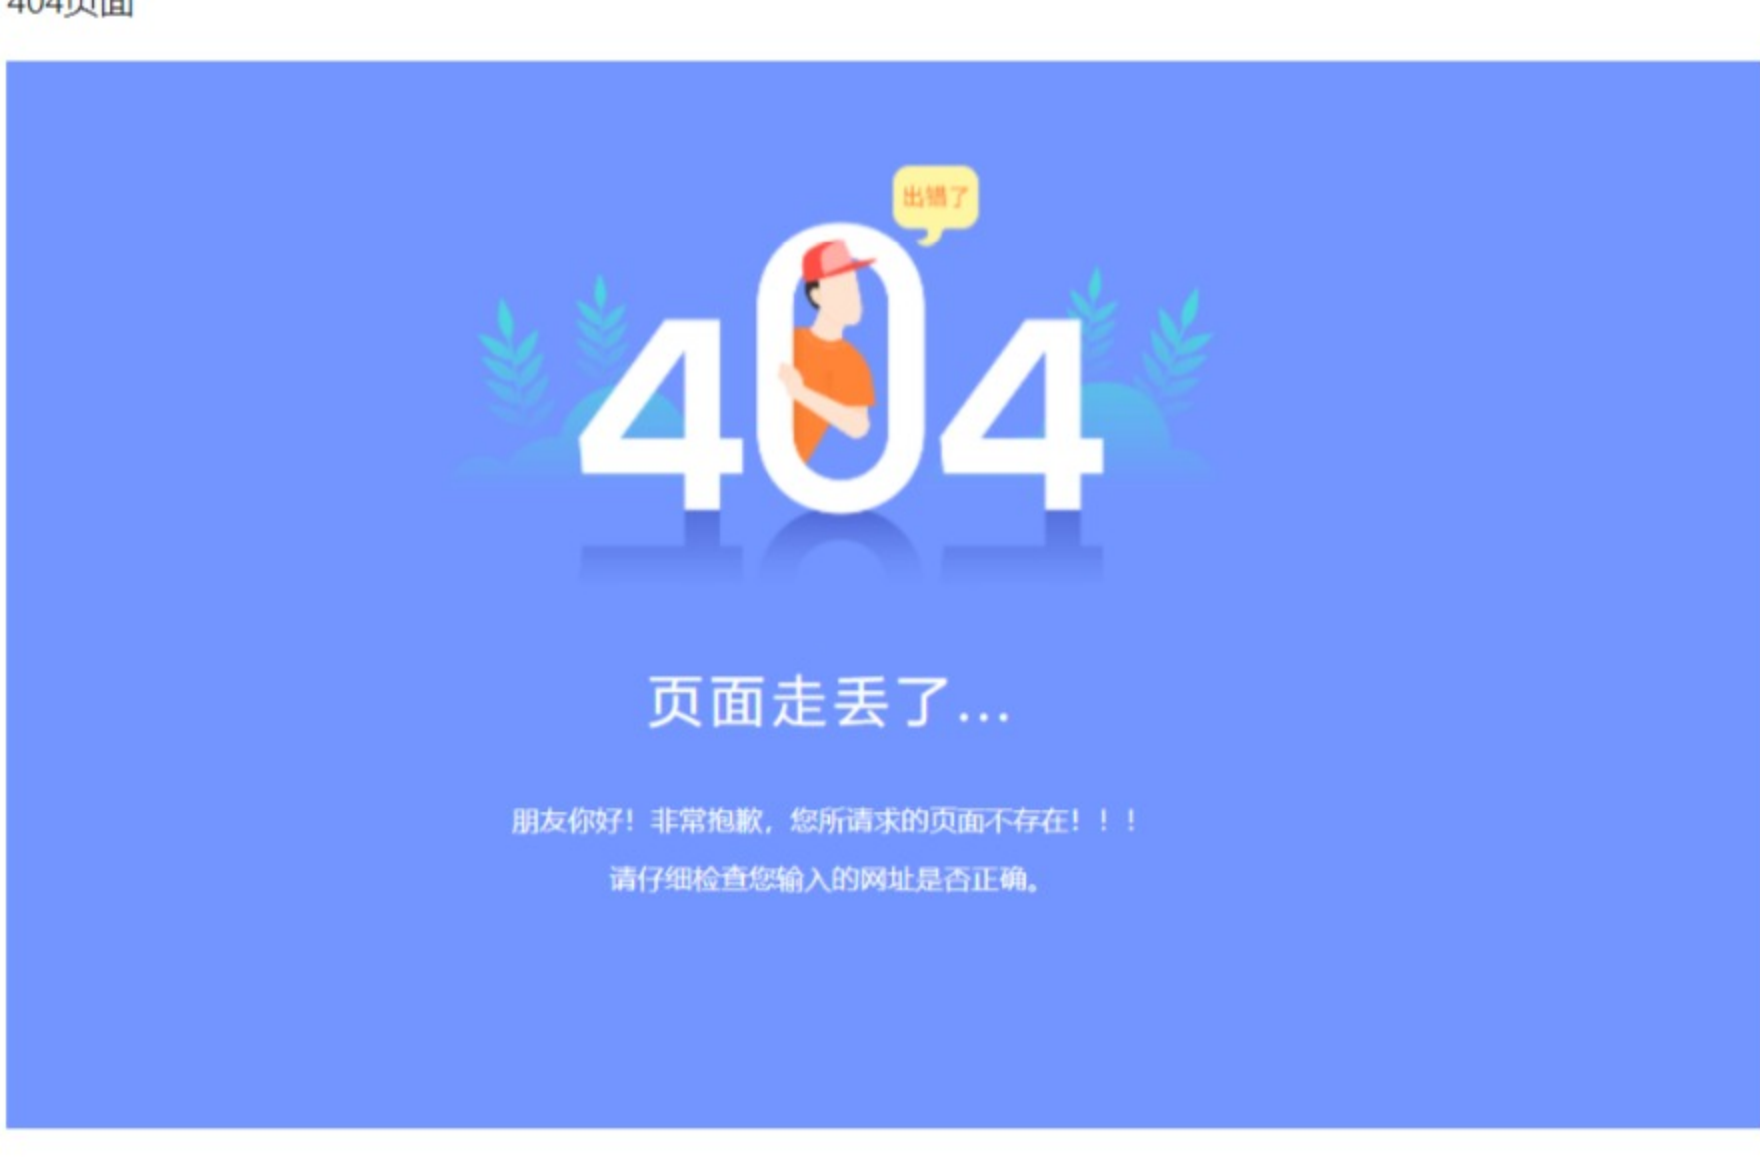 404页面
出错了
404
页面走丢了...
朋友你好！非常抱歉，您所请求的页面不存在！！！
请仔细检查您输入的网址是否正确。